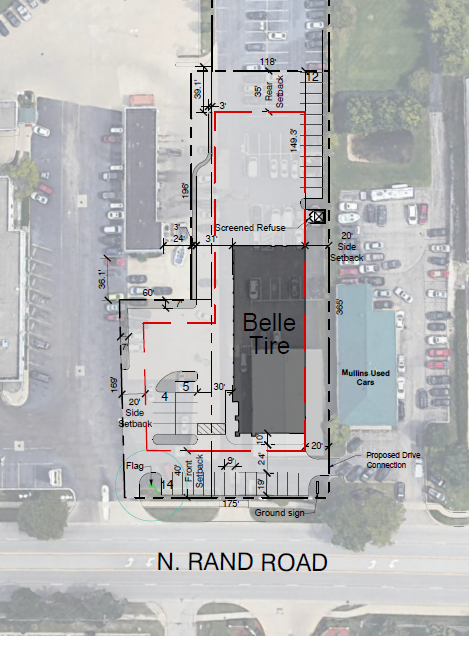 118'
12
39.1'
35'
Rear
Setback
3'
149.3'
196'
Screened Refuse
3'
24'
31'
20'
Side
Setback
36.1'
60'
7'
365'
Belle
Tire
7'
Mullins Used
Cars
169'
5
4
30'
20'
Side
Setback
10'
20'
Proposed Drive
Connection
Flag
40'
Front
Setback
9'
24'
19'
14
175'
Ground sign
N. RAND ROAD